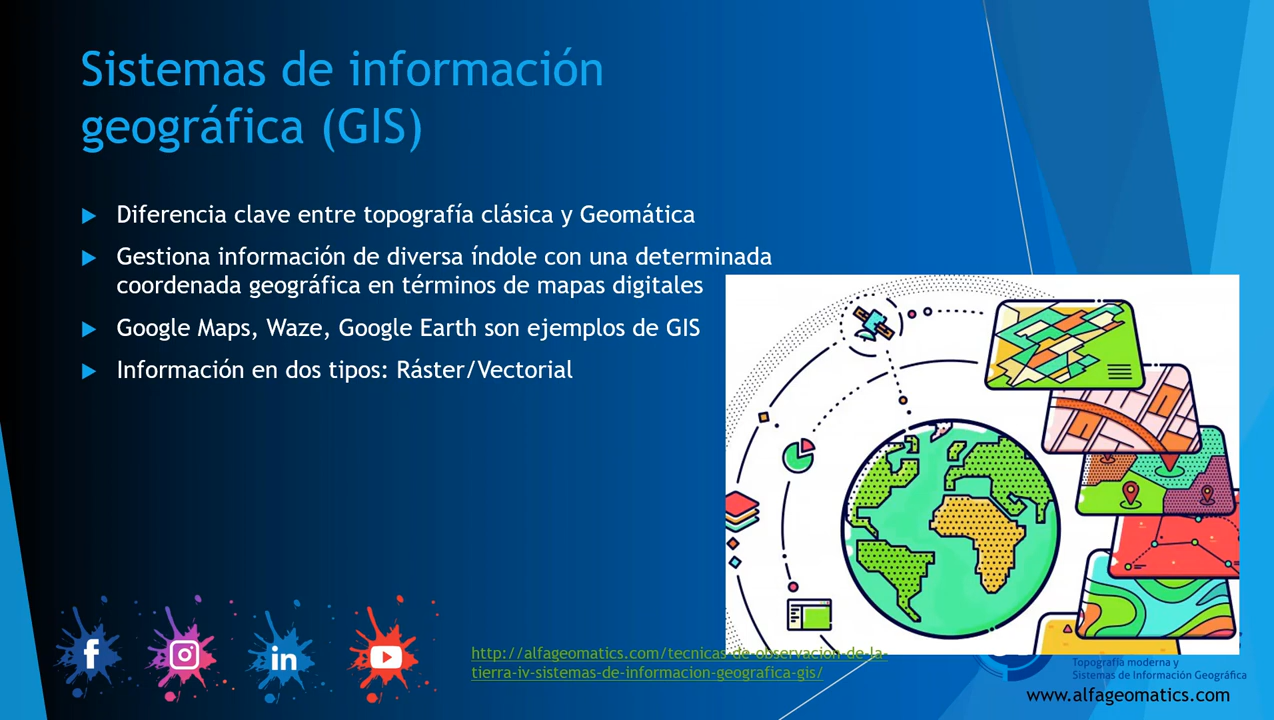 Sistemas de información
geográfica (GIS)
Diferencia clave entre topografía clásica y Geomática
Gestiona información de diversa índole con una determinada
coordenada geográfica en términos de mapas digitales
Google Maps, Waze, Google Earth son ejemplos de GIS
Información en dos tipos: Ráster/Vectorial
http://alfageomatics.com/tecnicas-de-observacion-de-la-
tierra-iv-sistemas-de-informacion-geografica-gis/
Topografía moderna y
Sistemas de Información Geográfica
www.alfageomatics.com